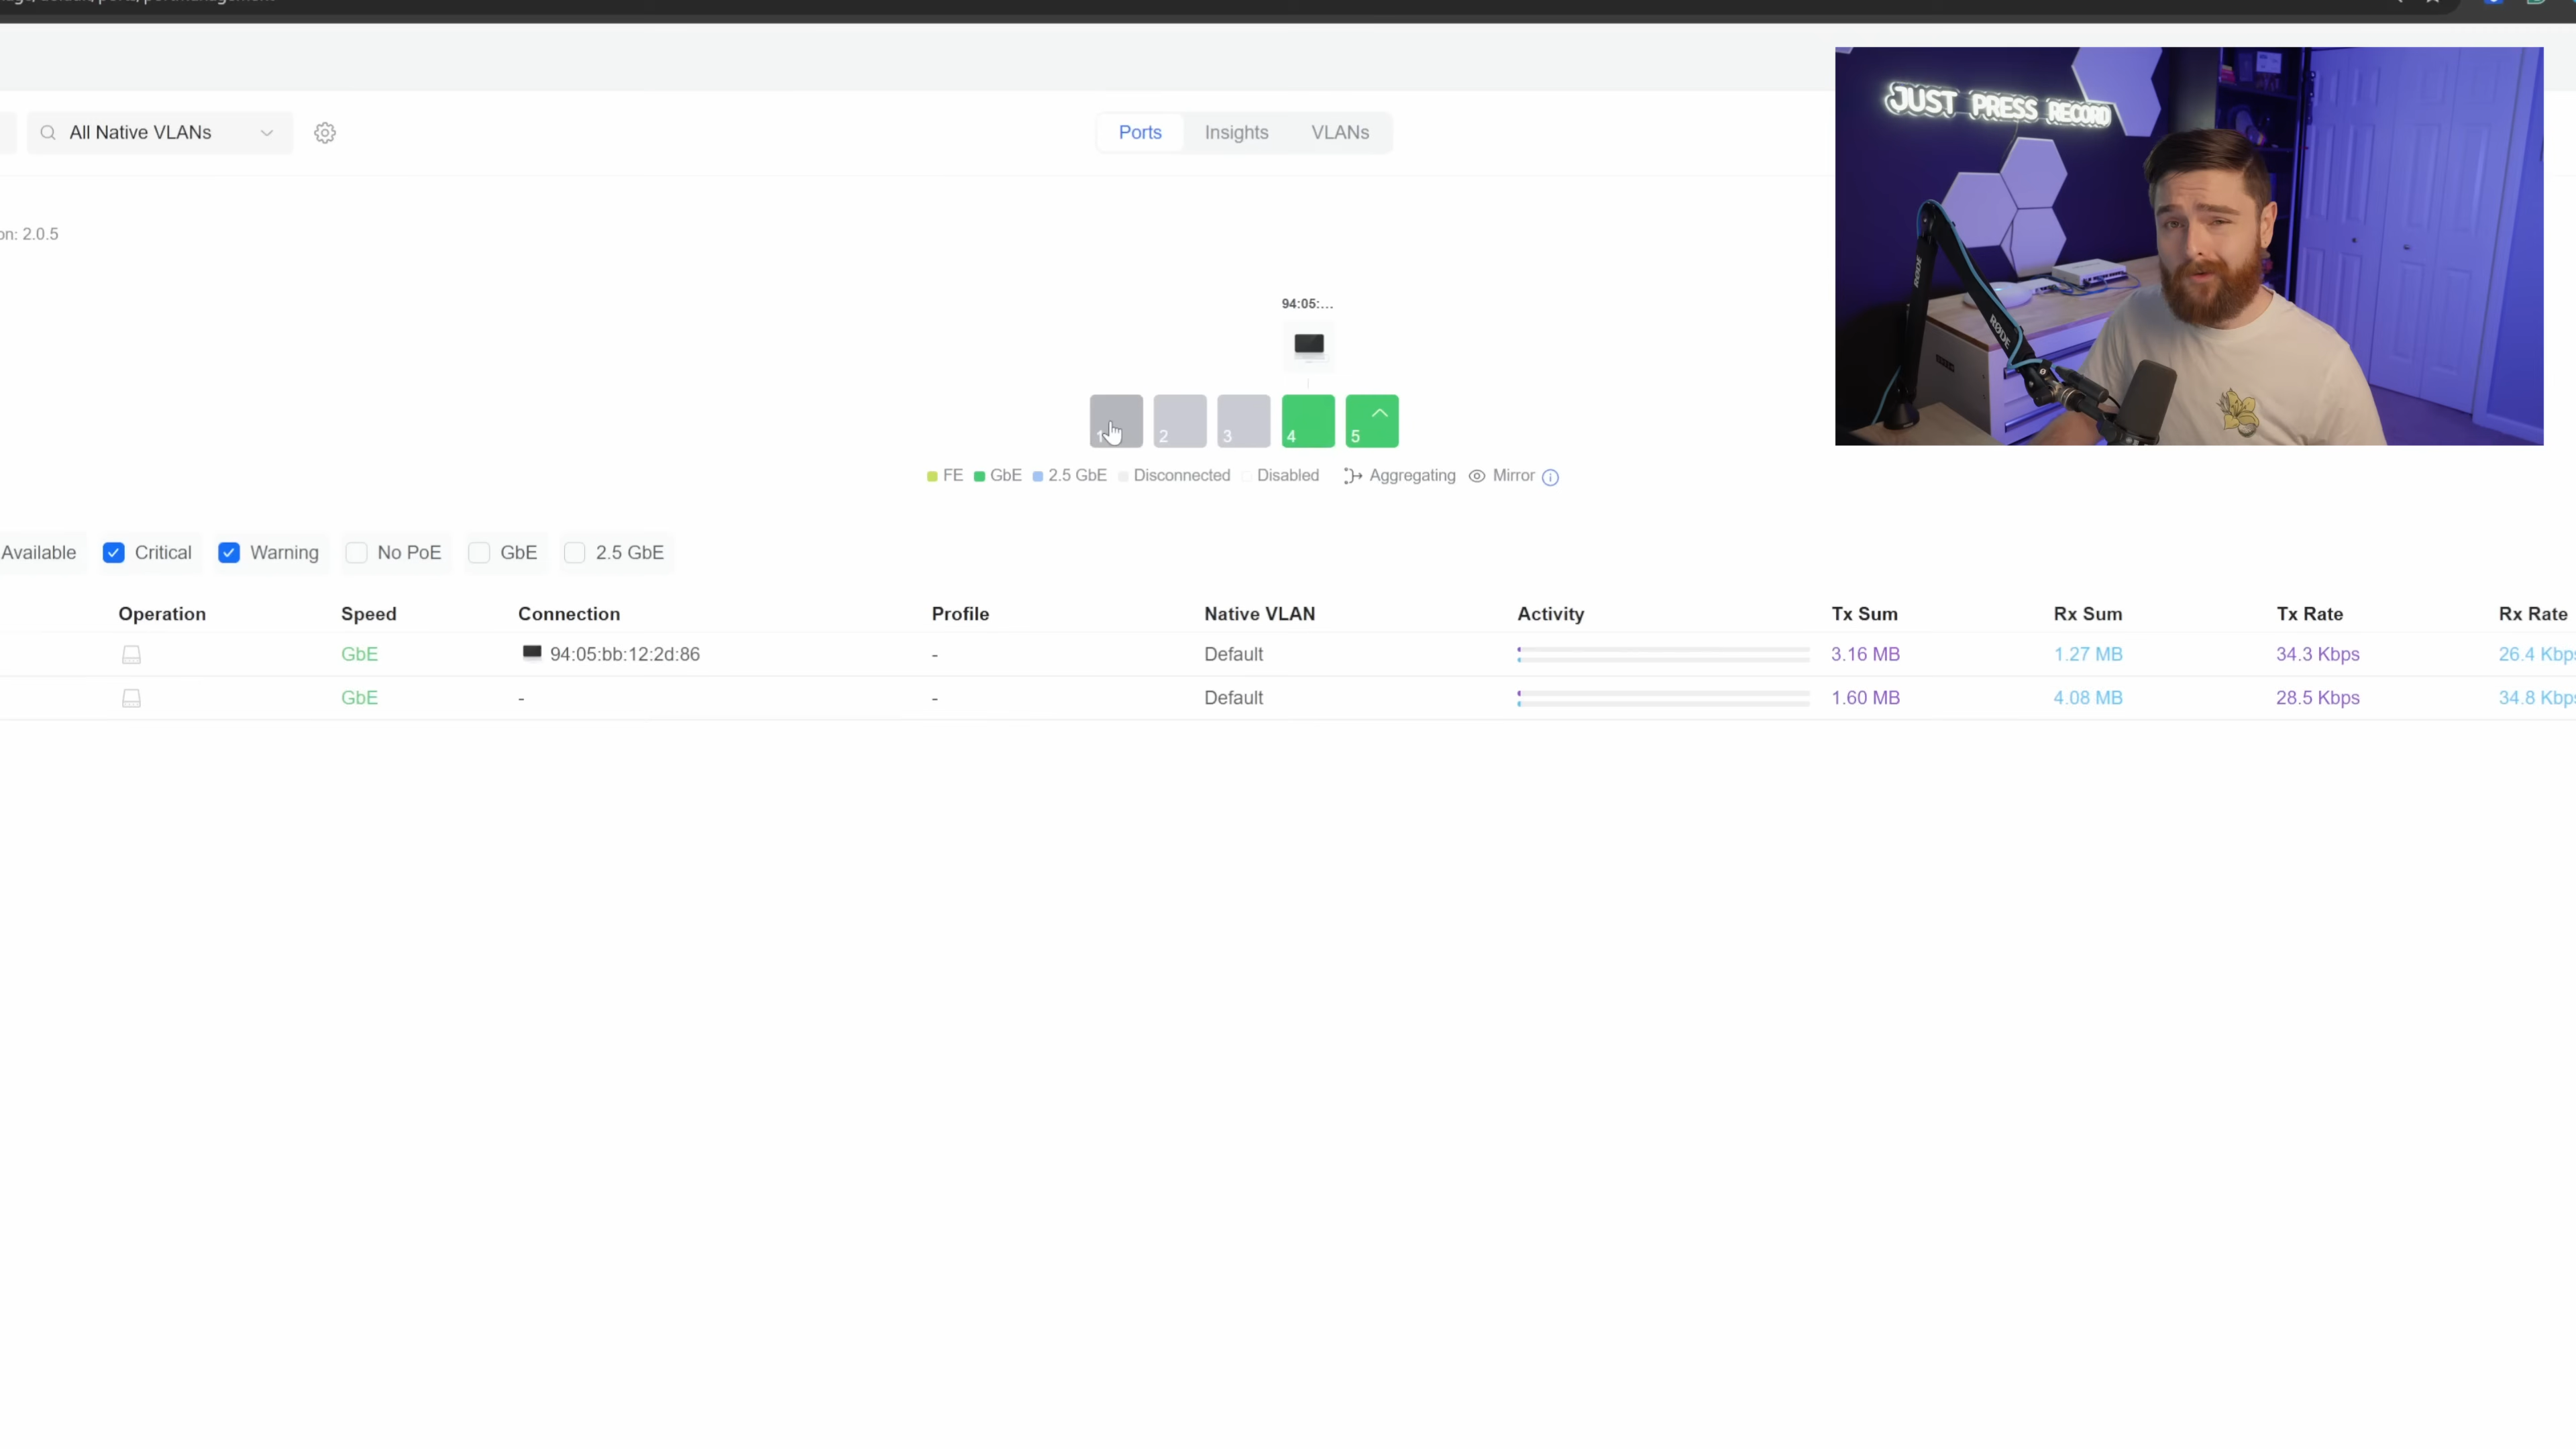 All Native VLANs
Ports Insights VLANs
JUST PRESS RECORD
on: 2.0.5
RØDE
RØDE
94:05:...
2 3 4 5
FE GbE 2.5 GbE Disconnected Disabled Aggregating Mirror
Available Critical Warning No PoE GbE 2.5 GbE
Operation Speed Connection Profile Native VLAN Activity Tx Sum Rx Sum Tx Rate Rx Rate
GbE 94:05:bb:12:2d:86 - Default 3.16 MB 1.27 MB 34.3 Kbps 26.4 Kbps
GbE - - Default 1.60 MB 4.08 MB 28.5 Kbps 34.8 Kbps